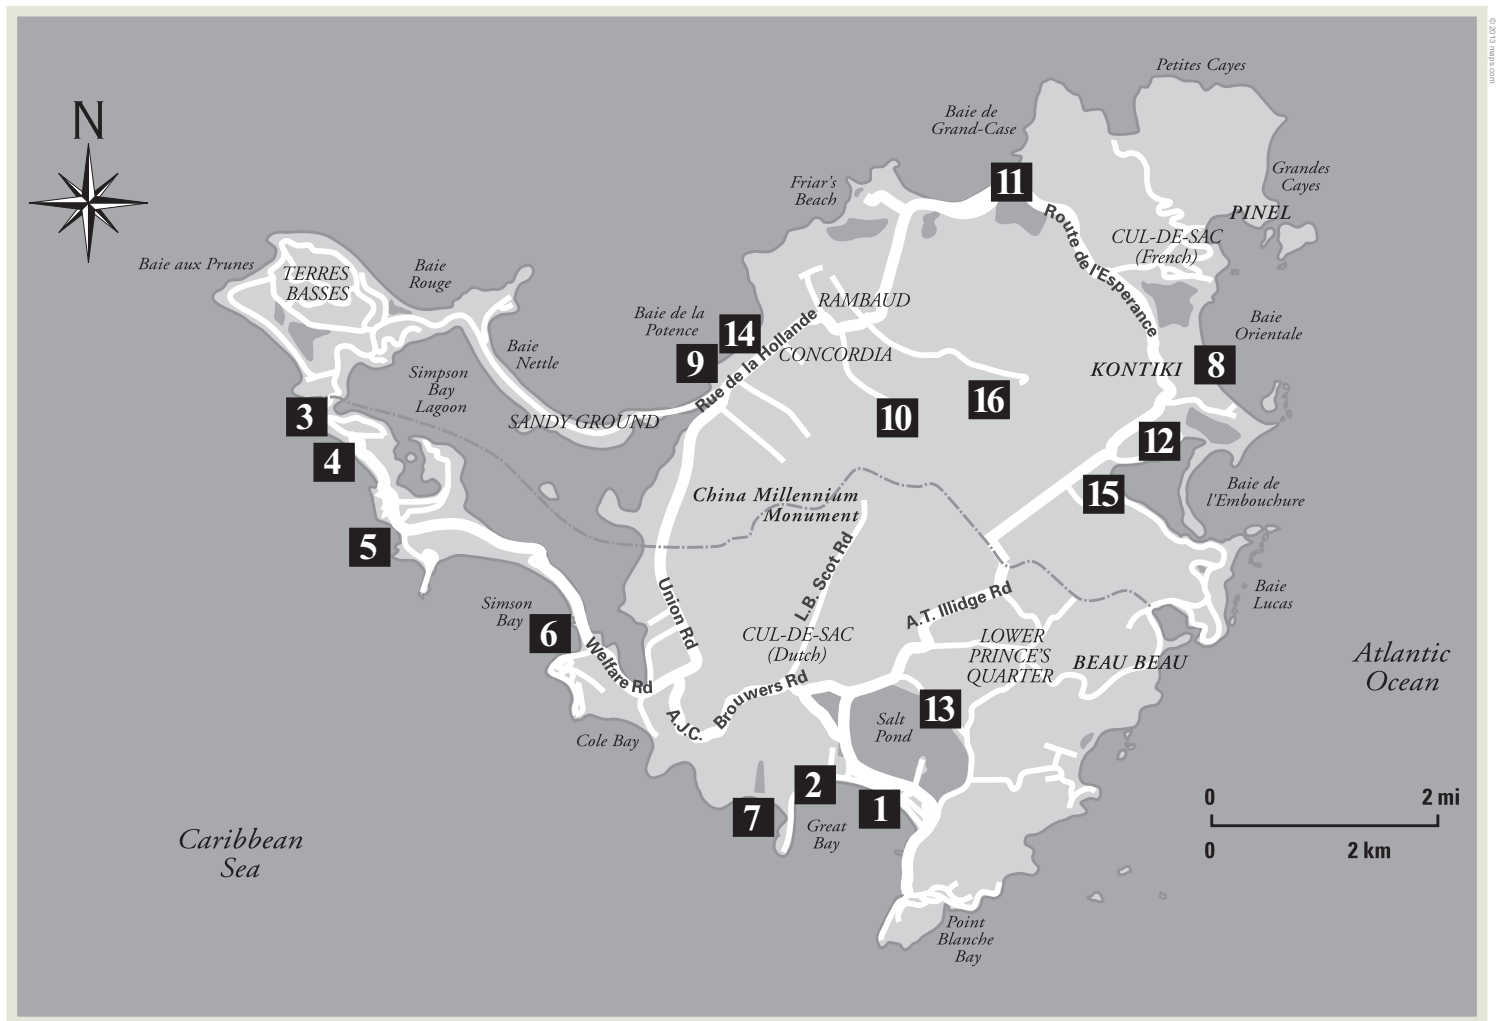 © 2013 maps.com
Petites Cayes
N
Baie de
Grand-Case
11
Grandes
Cayes
Friar's
Beach
PINEL
Route de l'Esperance
CUL-DE-SAC
(French)
Baie aux Prunes
TERRES
BASSES
Baie
Rouge
RAMBAUD
Baie de la
Potence
14
Baie
Orientale
Rue de la Hollande
Baie
Nettle
CONCORDIA
9
KONTIKI
8
Simpson
Bay
Lagoon
16
3
SANDY GROUND
10
12
4
15
China Millennium
Monument
Baie de
l'Embouchure
5
L.B. Scot Rd
Union Rd
A.T. Illidge Rd
Baie
Lucas
Simson
Bay
6
CUL-DE-SAC
(Dutch)
LOWER
PRINCE'S
QUARTER
BEAU BEAU
Atlantic
Ocean
Welfare Rd
A.J.C. Brouwers Rd
Salt
Pond
13
Cole Bay
2
1
7
Great
Bay
0
2 mi
0
2 km
Caribbean
Sea
Point
Blanche
Bay